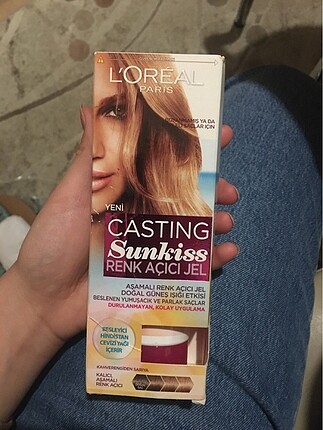 L'ORÉAL
PARIS
YENİ
CASTING
Sunkiss
RENK AÇICI JEL
AŞAMALI RENK AÇICI JEL
DOĞAL GÜNEŞ IŞIĞI ETKİSİ
BESLENEN YUMUŞACIK VE PARLAK SAÇLAR
DURULANMAYAN, KOLAY UYGULAMA
BESLEYİCİ
HİNDİSTAN
CEVİZİ YAĞI
İÇERİR
KAHVERENGİDEN SARIYA
KALICI,
AŞAMALI
RENK AÇICI